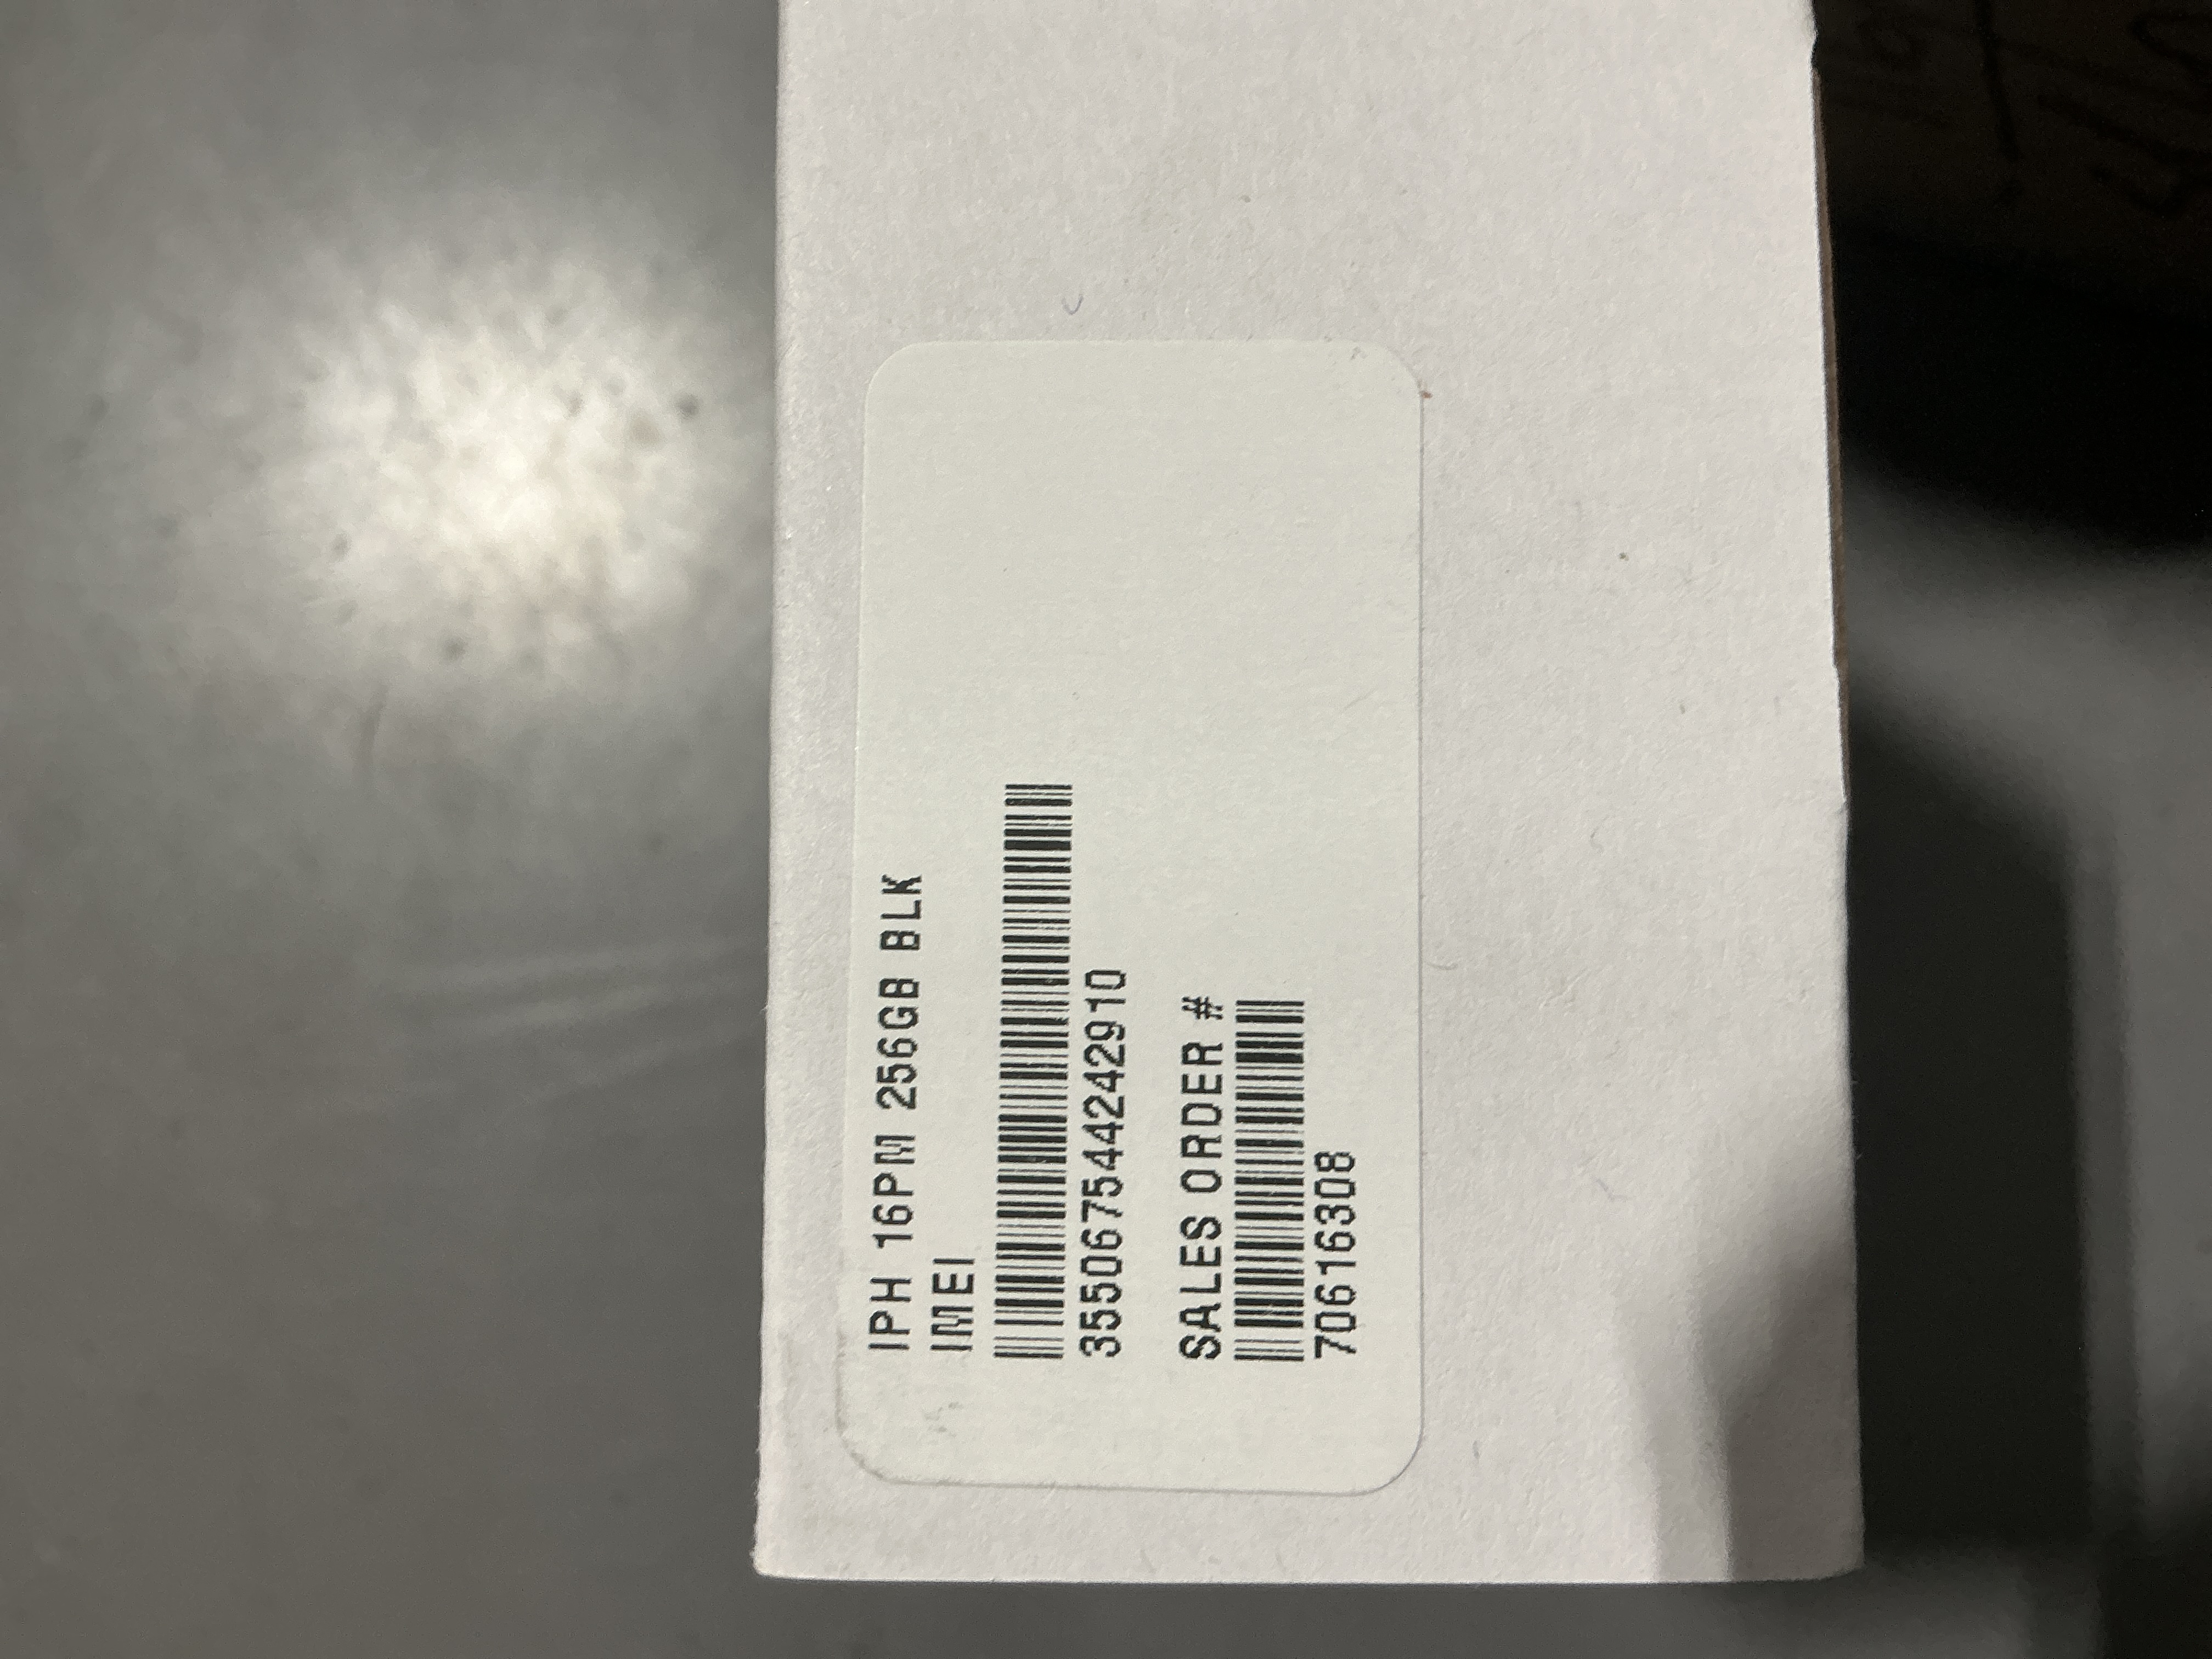 IPH 16PM 256GB BLK
IMEI
355067544242910
SALES ORDER #
70616308